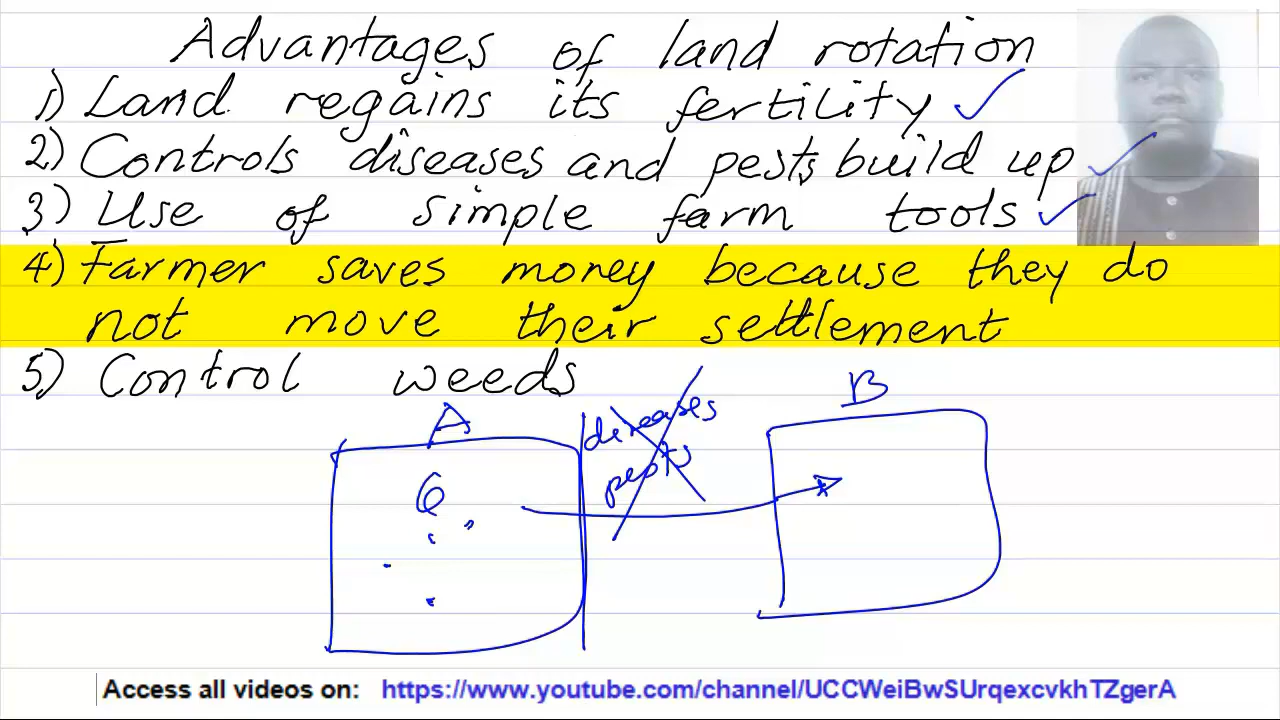 Advantages of land rotation
1) Land regains its fertility
2) Controls diseases and pests build up
3) Use of simple farm tools
4) Farmer saves money because they do
not move their settlement
5) Control weeds
A
diseases
pests
B
Access all videos on: https://www.youtube.com/channel/UCCWeiBwSUrqexcvkhTZgerA